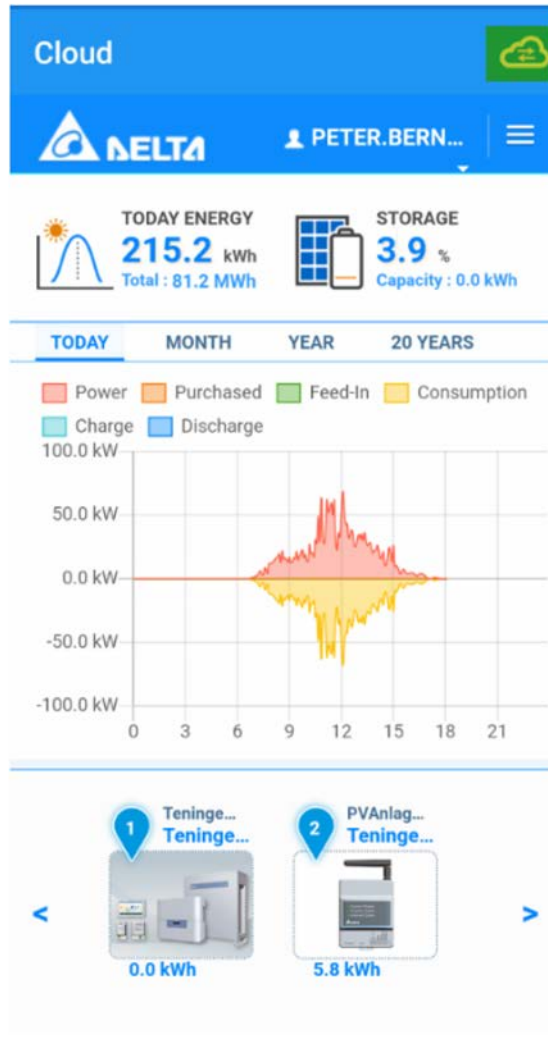 Cloud
DELTA
PETER.BERN...
TODAY ENERGY
215.2 kWh
Total : 81.2 MWh
STORAGE
3.9 %
Capacity : 0.0 kWh
TODAY MONTH YEAR 20 YEARS
Power Purchased Feed-In Consumption
Charge Discharge
100.0 kW
50.0 kW
0.0 kW
-50.0 kW
-100.0 kW
0 3 6 9 12 15 18 21
1
Teninge...
Teninge...
0.0 kWh
2
PVAnlag...
Teninge...
5.8 kWh